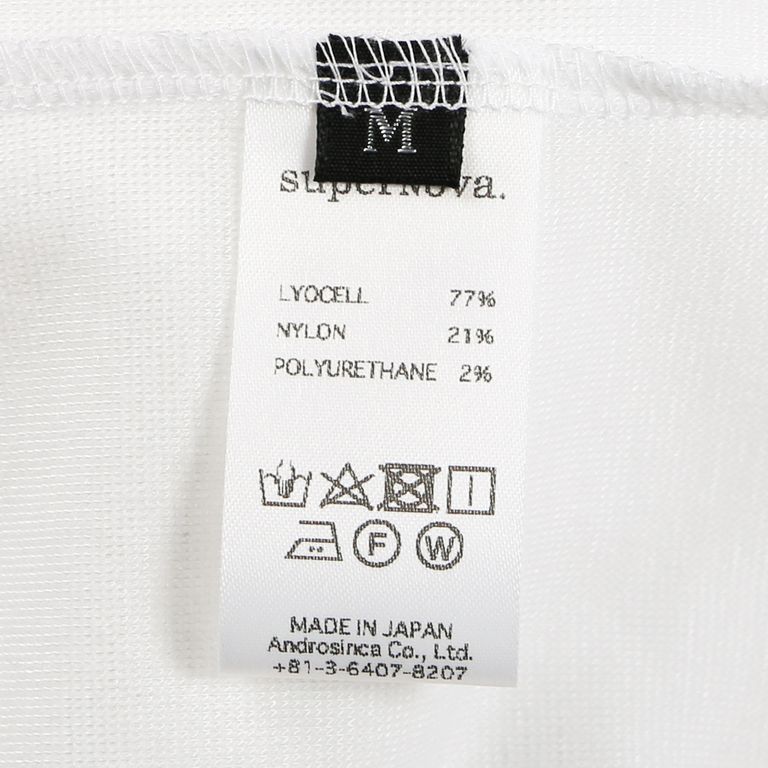 M
superNova.
LYOCELL 77%
NYLON 21%
POLYURETHANE 2%
F W
MADE IN JAPAN
Androsinca Co., Ltd.
+81-3-6407-8207